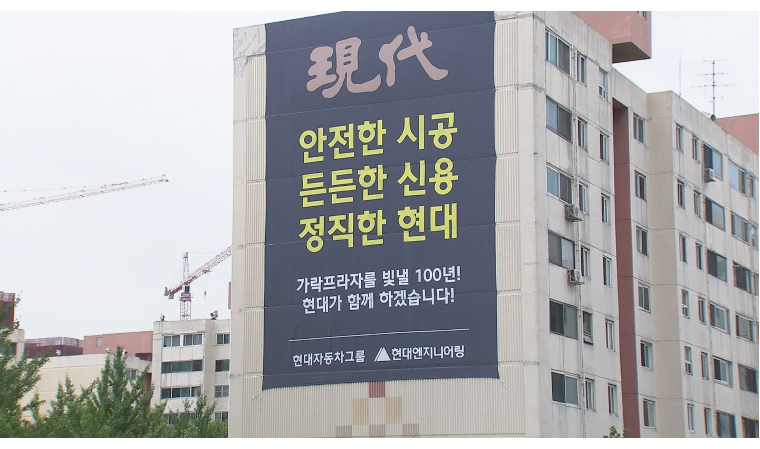 現代
안전한 시공
든든한 신용
정직한 현대
가락프라자를 빛낼 100년!
현대가 함께 하겠습니다!
현대자동차그룹 현대엔지니어링